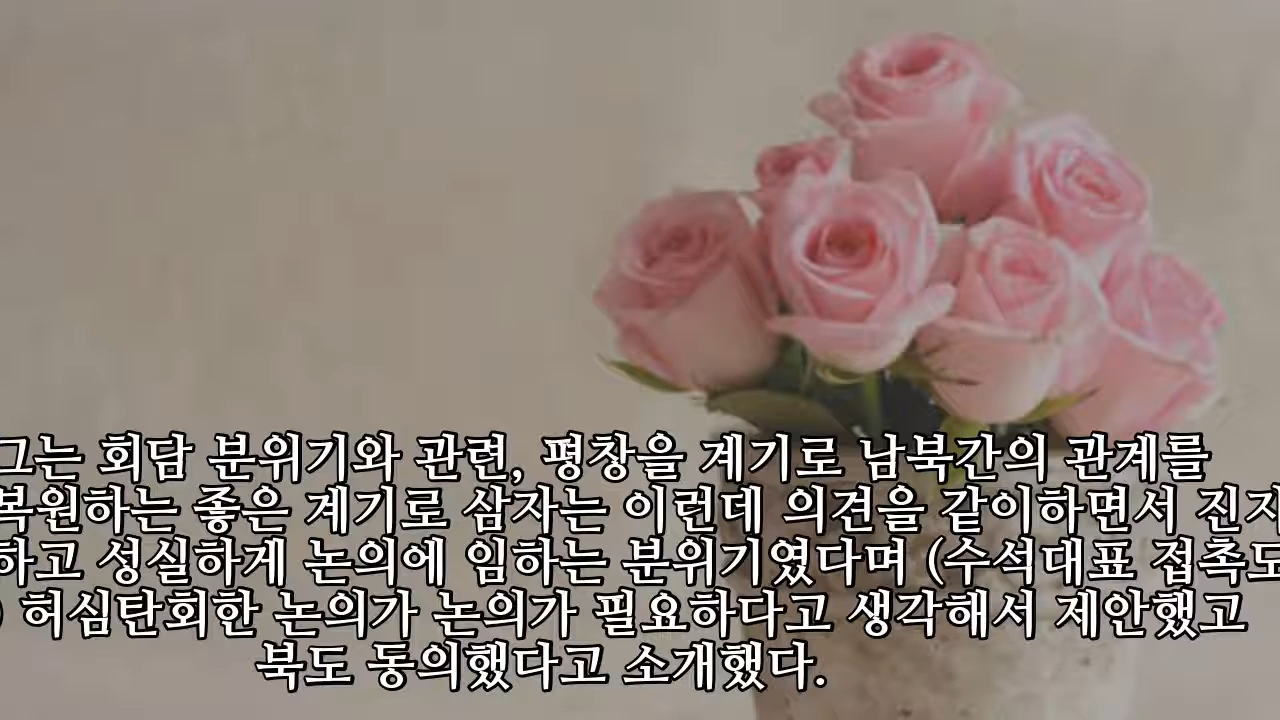 그는 회담 분위기와 관련, 평창을 계기로 남북간의 관계를
복원하는 좋은 계기로 삼자는 이런데 의견을 같이하면서 진지
하고 성실하게 논의에 임하는 분위기였다며 (수석대표 접촉도
) 허심탄회한 논의가 논의가 필요하다고 생각해서 제안했고
북도 동의했다고 소개했다.